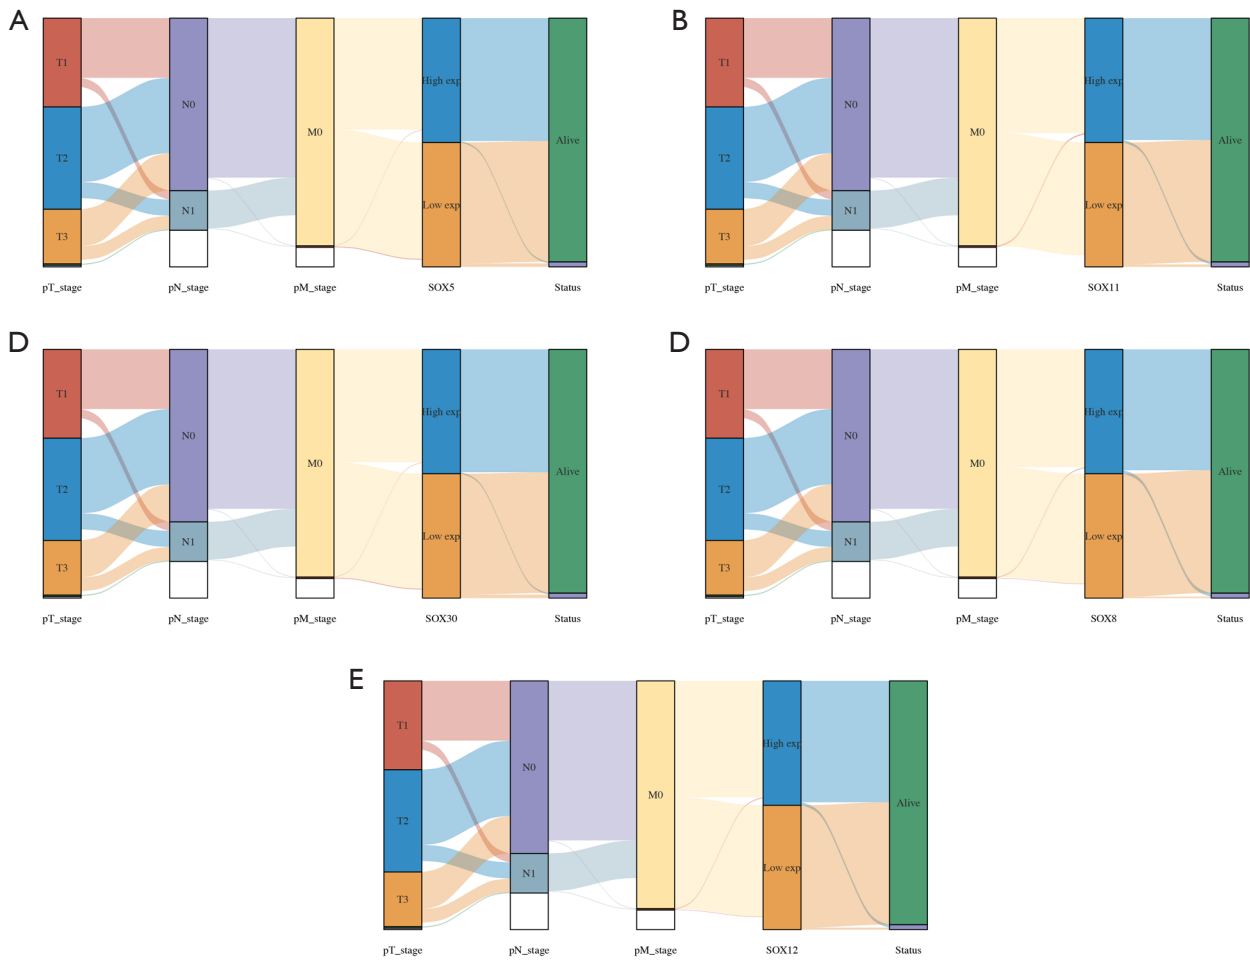 A
T1
T2
T3
N0
N1
M0
High exp
Low exp
Alive
pT_stage pN_stage pM_stage SOX5 Status
B
T1
T2
T3
N0
N1
M0
High exp
Low exp
Alive
pT_stage pN_stage pM_stage SOX11 Status
D
T1
T2
T3
N0
N1
M0
High exp
Low exp
Alive
pT_stage pN_stage pM_stage SOX30 Status
D
T1
T2
T3
N0
N1
M0
High exp
Low exp
Alive
pT_stage pN_stage pM_stage SOX8 Status
E
T1
T2
T3
N0
N1
M0
High exp
Low exp
Alive
pT_stage pN_stage pM_stage SOX12 Status